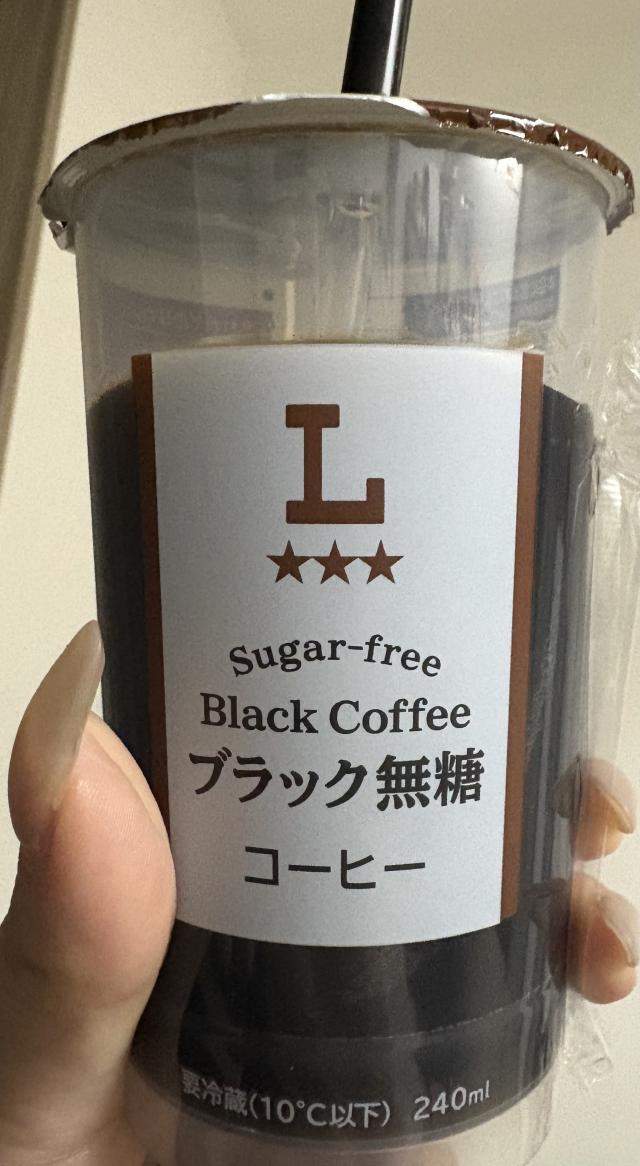 L
★★★
Sugar-free
Black Coffee
ブラック無糖
コーヒー
要冷蔵(10°C以下) 240ml